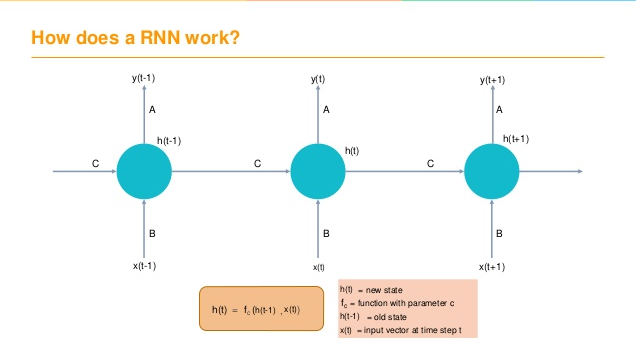 How does a RNN work?
y(t-1)
y(t)
y(t+1)
A
A
A
h(t-1)
h(t)
h(t+1)
C
C
C
B
B
B
x(t-1)
x(t)
x(t+1)
h(t) = fc (h(t-1) , x(t))
h(t) = new state
fc = function with parameter c
h(t-1) = old state
x(t) = input vector at time step t